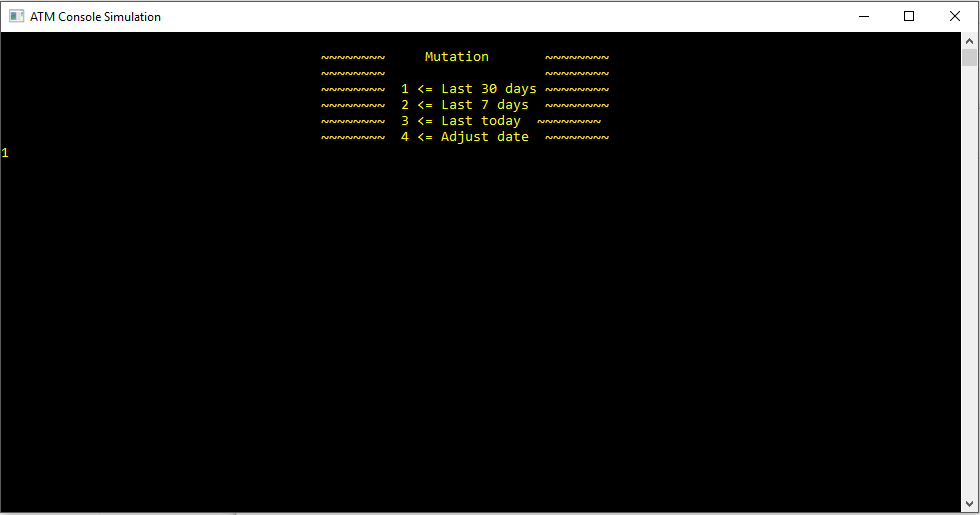 ATM Console Simulation
~~~~~~~~     Mutation       ~~~~~~~~
~~~~~~~~                    ~~~~~~~~
~~~~~~~~  1 <= Last 30 days ~~~~~~~~
~~~~~~~~  2 <= Last 7 days  ~~~~~~~~
~~~~~~~~  3 <= Last today  ~~~~~~~~
~~~~~~~~  4 <= Adjust date  ~~~~~~~~
1